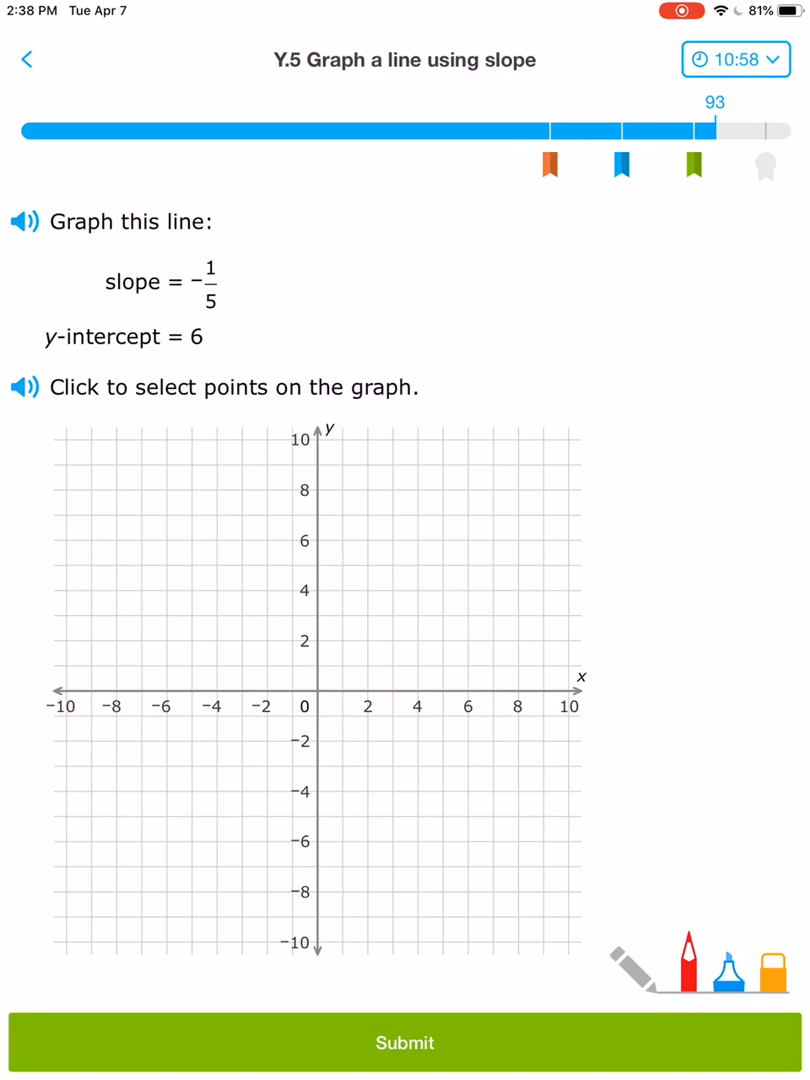 2:38 PM Tue Apr 7 81%
Y.5 Graph a line using slope
10:58
93
Graph this line:
slope = −1/5
y-intercept = 6
Click to select points on the graph.
y
10
8
6
4
2
x
−10 −8 −6 −4 −2 0 2 4 6 8 10
−2
−4
−6
−8
−10
Submit